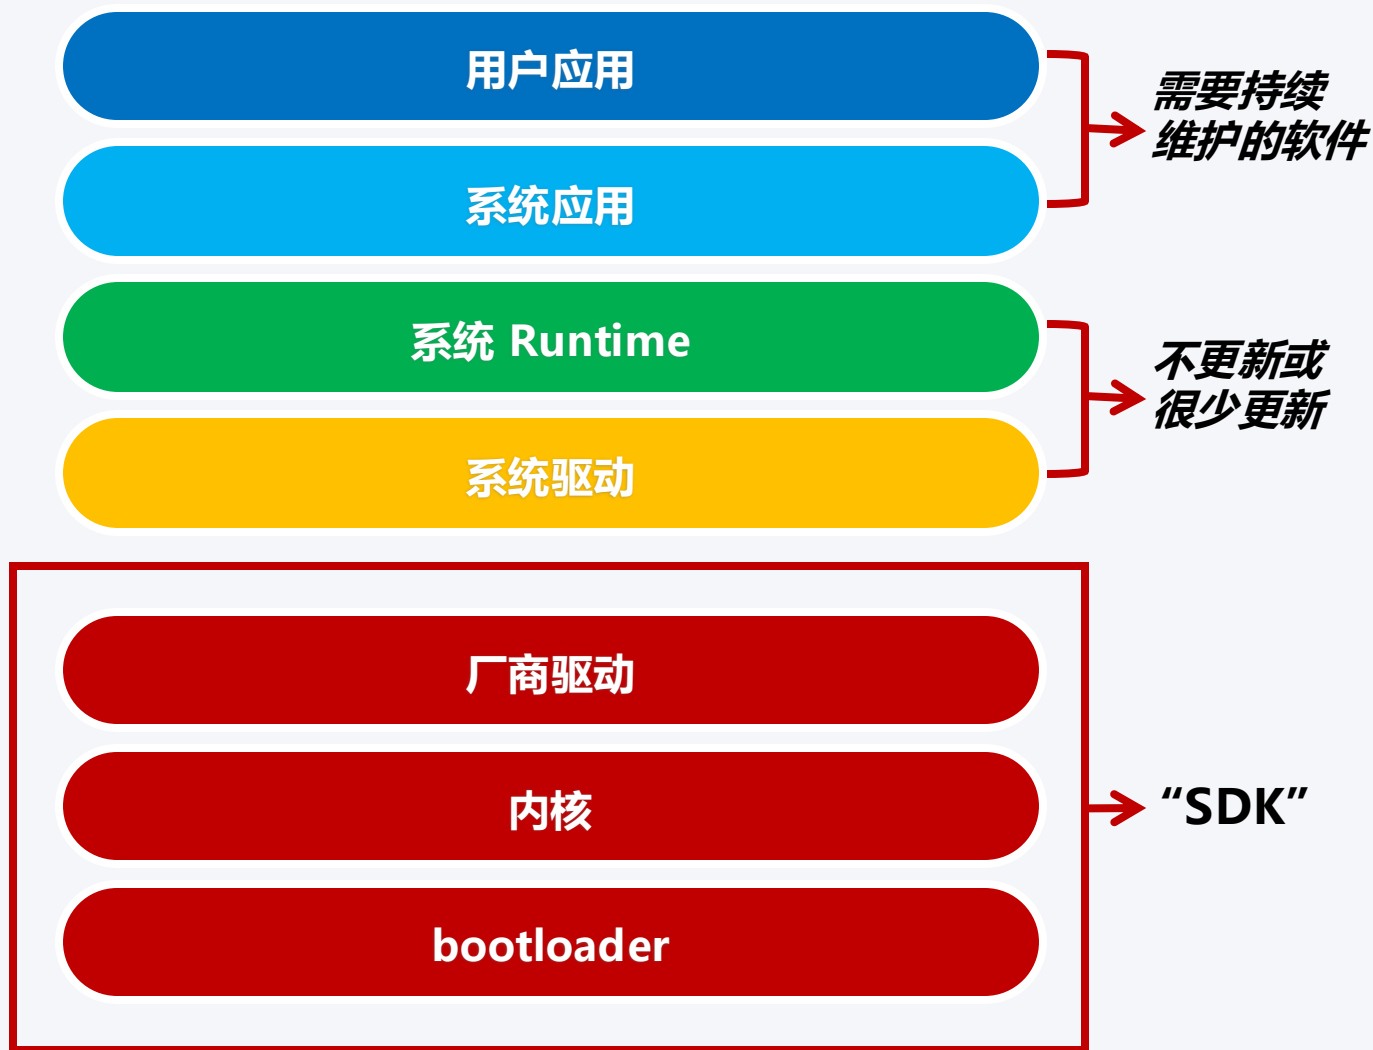 用户应用
需要持续
维护的软件
系统应用
系统 Runtime
不更新或
很少更新
系统驱动
厂商驱动
内核
“SDK”
bootloader